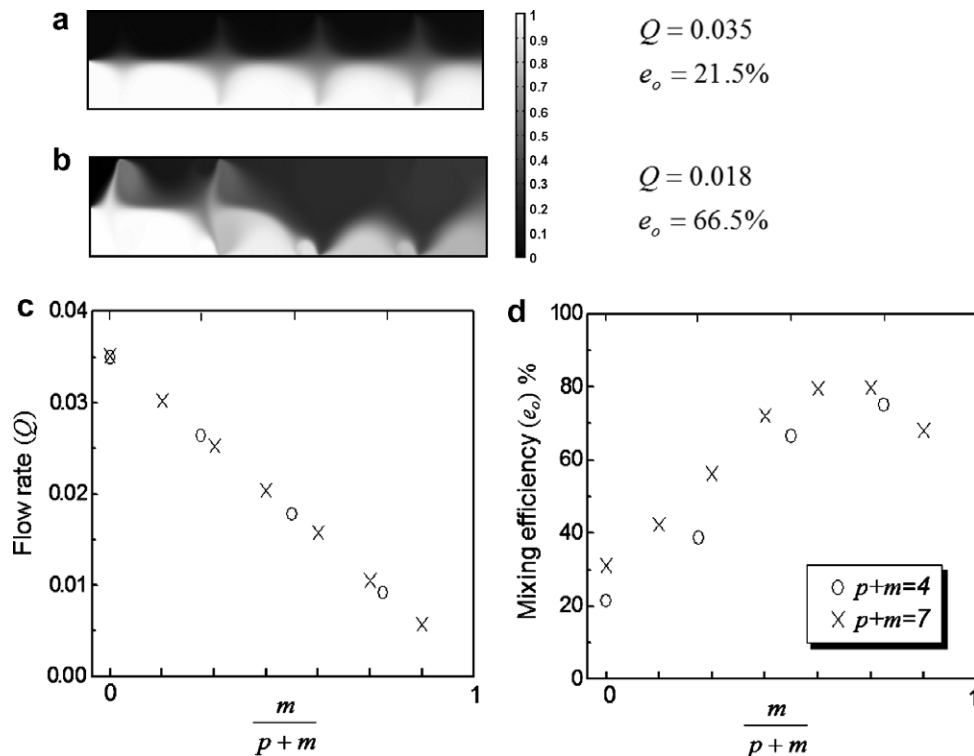 a
1
0.9
0.8
0.7
0.6
0.5
0.4
0.3
0.2
0.1
0
Q = 0.035
e_o = 21.5%
b
Q = 0.018
e_o = 66.5%
c
0.04
0.03
0.02
0.01
0.00
Flow rate (Q)
0
1
m
p + m
d
100
80
60
40
20
0
Mixing efficiency (e_o) %
o p+m=4
× p+m=7
0
1
m
p + m